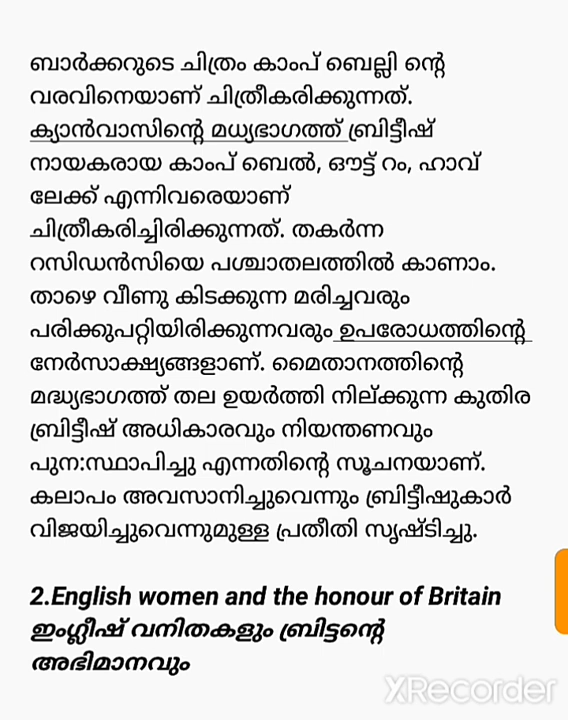 ബാർക്കറുടെ ചിത്രം കാംപ് ബെല്ലി ന്റെ
വരവിനെയാണ് ചിത്രീകരിക്കുന്നത്.
ക്യാൻവാസിന്റെ മധ്യഭാഗത്ത് ബ്രിട്ടീഷ്
നായകരായ കാംപ് ബെൽ, ഔട്ട് റം, ഹാവ്
ലേക്ക് എന്നിവരെയാണ്
ചിത്രീകരിച്ചിരിക്കുന്നത്. തകർന്ന
റസിഡൻസിയെ പശ്ചാതലത്തിൽ കാണാം.
താഴെ വീണു കിടക്കുന്ന മരിച്ചവരും
പരിക്കുപറ്റിയിരിക്കുന്നവരും ഉപരോധത്തിന്റെ
നേർസാക്ഷ്യങ്ങളാണ്. മൈതാനത്തിന്റെ
മദ്ധ്യഭാഗത്ത് തല ഉയർത്തി നില്ക്കുന്ന കുതിര
ബ്രിട്ടീഷ് അധികാരവും നിയന്തണവും
പുന:സ്ഥാപിച്ചു എന്നതിന്റെ സൂചനയാണ്.
കലാപം അവസാനിച്ചുവെന്നും ബ്രിട്ടീഷുകാർ
വിജയിച്ചുവെന്നുമുള്ള പ്രതീതി സൃഷ്ടിച്ചു.
2.English women and the honour of Britain
ഇംഗ്ലീഷ് വനിതകളും ബ്രിട്ടന്റെ
അഭിമാനവും
XRecorder